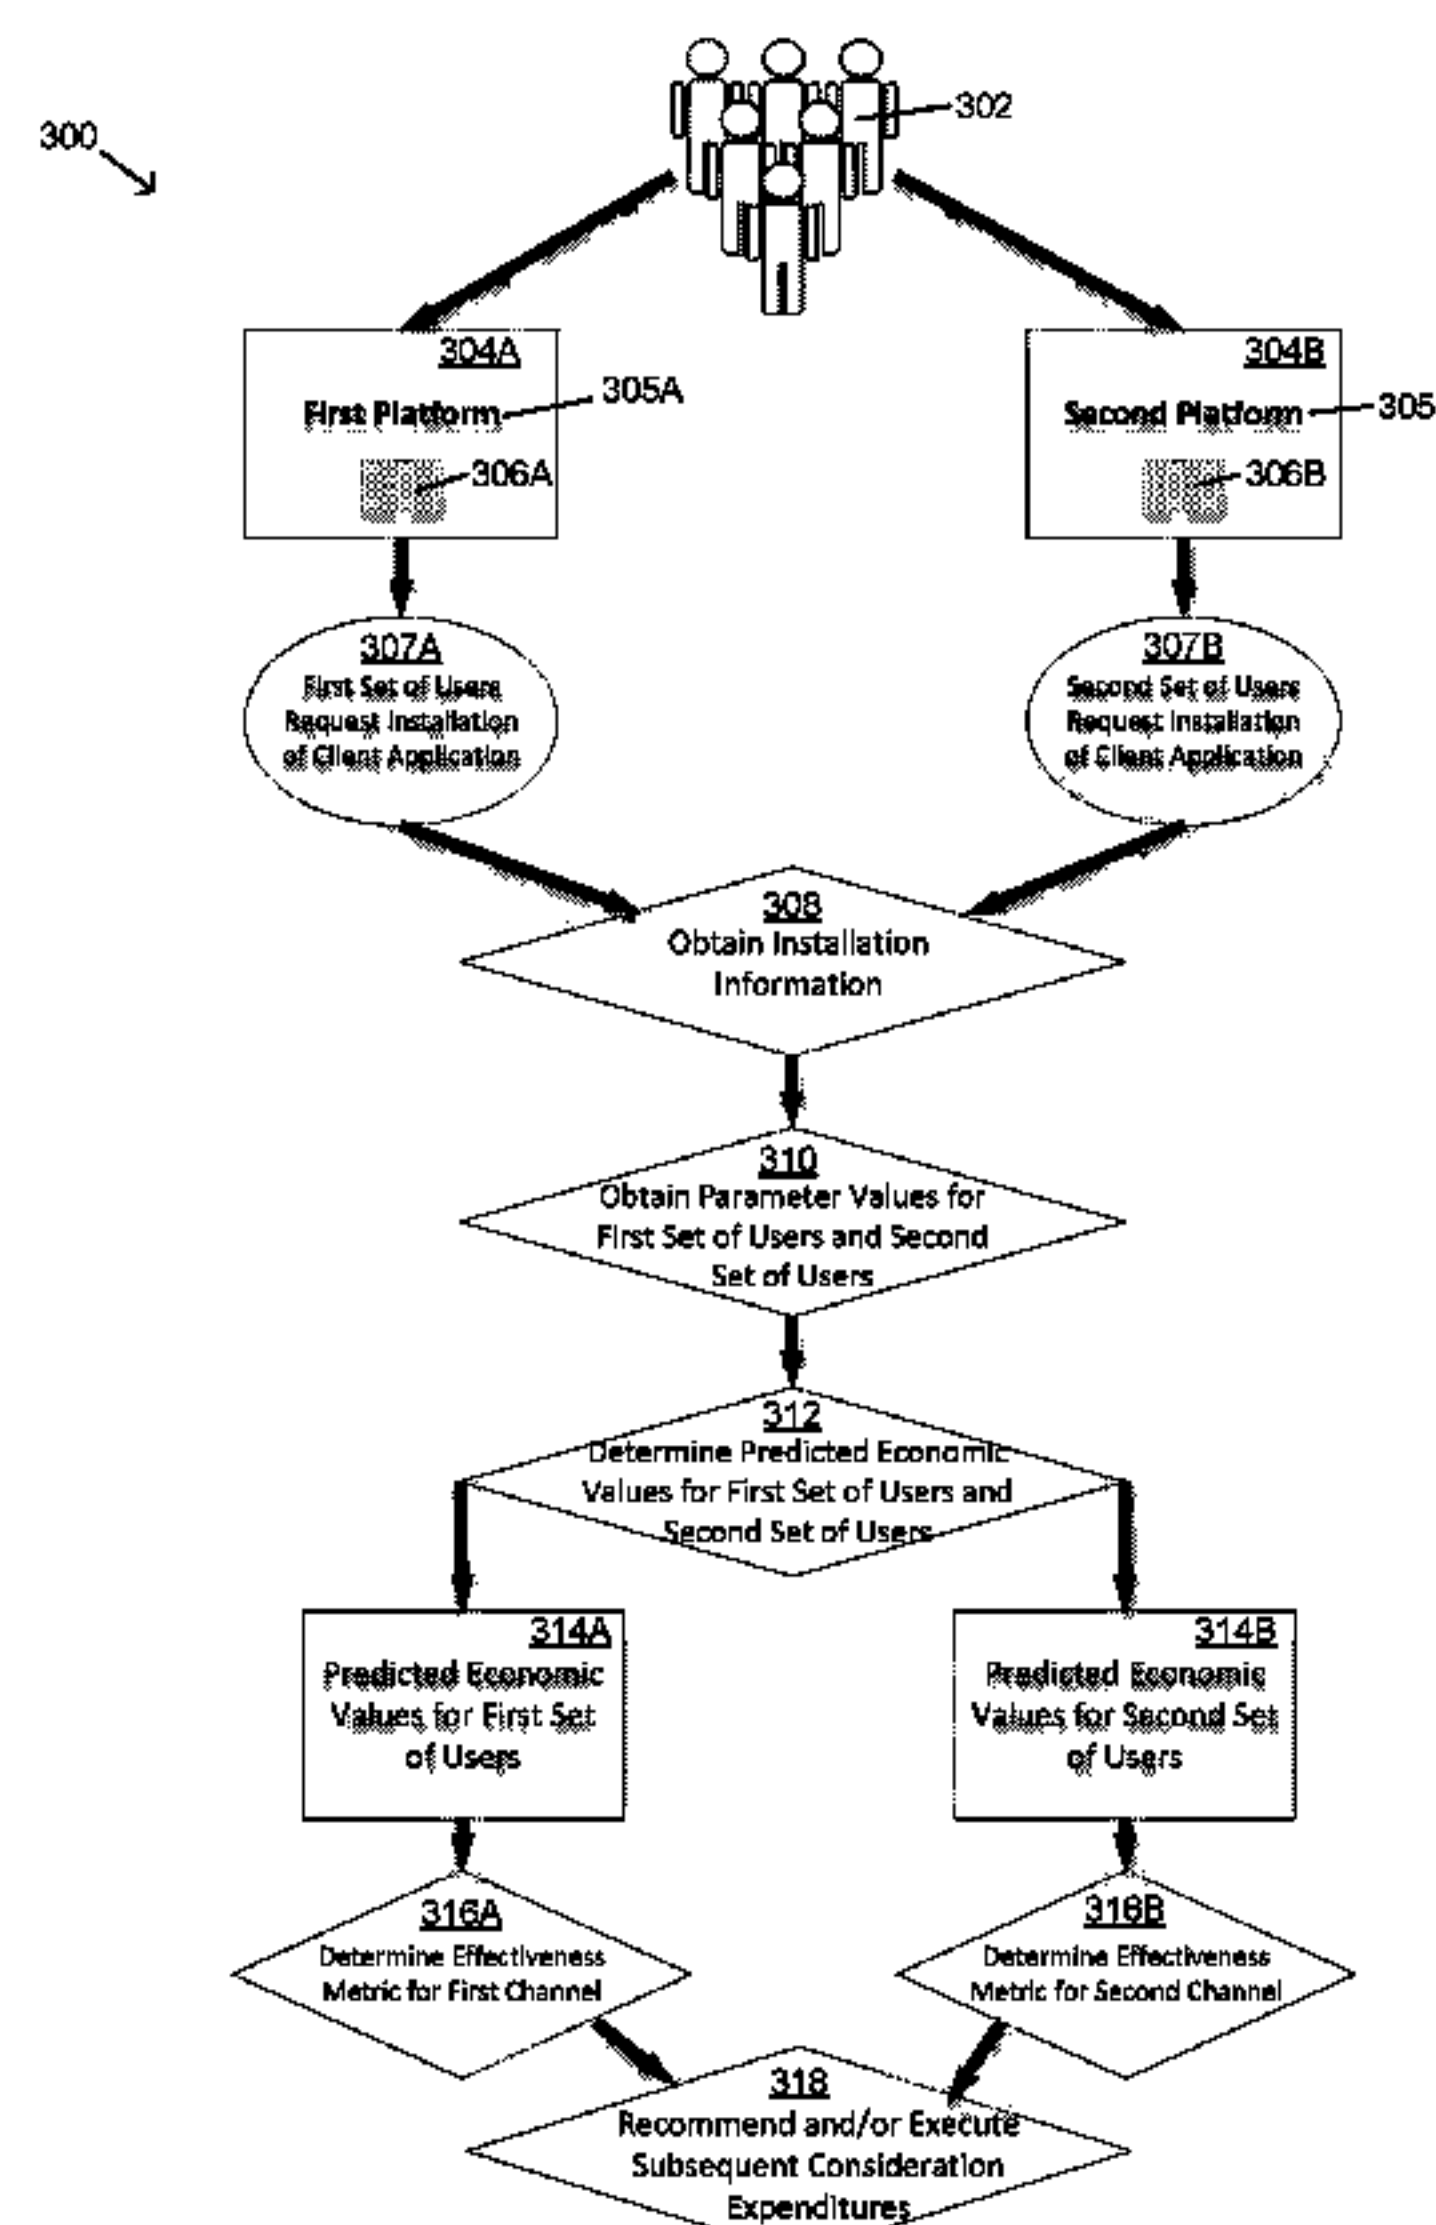 300
302
304A
First Platform
305A
306A
304B
Second Platform
305
306B
307A
First Set of Users
Request Installation
of Client Application
307B
Second Set of Users
Request Installation
of Client Application
308
Obtain Installation
Information
310
Obtain Parameter Values for
First Set of Users and Second
Set of Users
312
Determine Predicted Economic
Values for First Set of Users and
Second Set of Users
314A
Predicted Economic
Values for First Set
of Users
314B
Predicted Economic
Values for Second Set
of Users
316A
Determine Effectiveness
Metric for First Channel
316B
Determine Effectiveness
Metric for Second Channel
318
Recommend and/or Execute
Subsequent Consideration
Expenditures